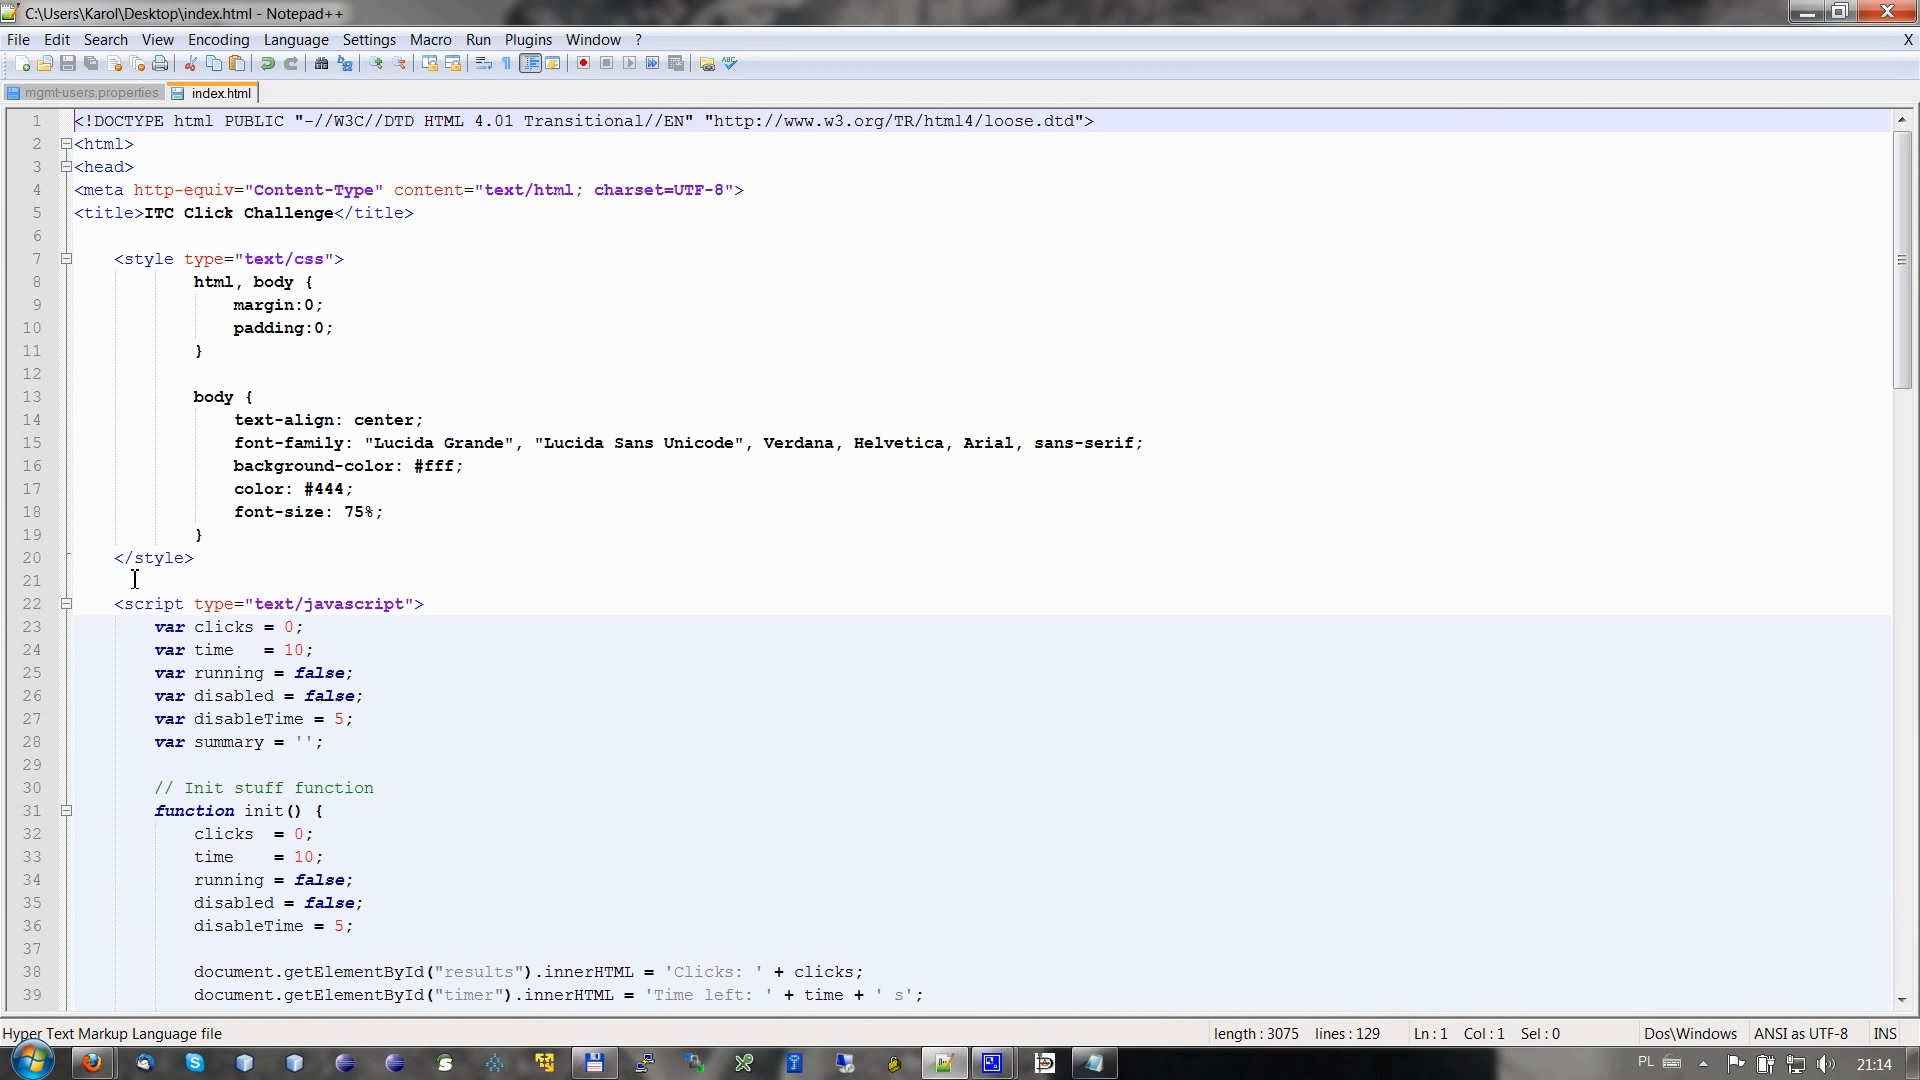 C:\Users\Karol\Desktop\index.html - Notepad++
File Edit Search View Encoding Language Settings Macro Run Plugins Window ? X
mgmt-users.properties index.html
1 <!DOCTYPE html PUBLIC "-//W3C//DTD HTML 4.01 Transitional//EN" "http://www.w3.org/TR/html4/loose.dtd">
2 <html>
3 <head>
4 <meta http-equiv="Content-Type" content="text/html; charset=UTF-8">
5 <title>ITC Click Challenge</title>
6
7 <style type="text/css">
8 html, body {
9 margin:0;
10 padding:0;
11 }
12
13 body {
14 text-align: center;
15 font-family: "Lucida Grande", "Lucida Sans Unicode", Verdana, Helvetica, Arial, sans-serif;
16 background-color: #fff;
17 color: #444;
18 font-size: 75%;
19 }
20 </style>
21
22 <script type="text/javascript">
23 var clicks = 0;
24 var time   = 10;
25 var running = false;
26 var disabled = false;
27 var disableTime = 5;
28 var summary = '';
29
30 // Init stuff function
31 function init() {
32 clicks  = 0;
33 time    = 10;
34 running = false;
35 disabled = false;
36 disableTime = 5;
37
38 document.getElementById("results").innerHTML = 'Clicks: ' + clicks;
39 document.getElementById("timer").innerHTML = 'Time left: ' + time + ' s';
Hyper Text Markup Language file length : 3075 lines : 129 Ln : 1 Col : 1 Sel : 0 Dos\Windows ANSI as UTF-8 INS
PL 21:14